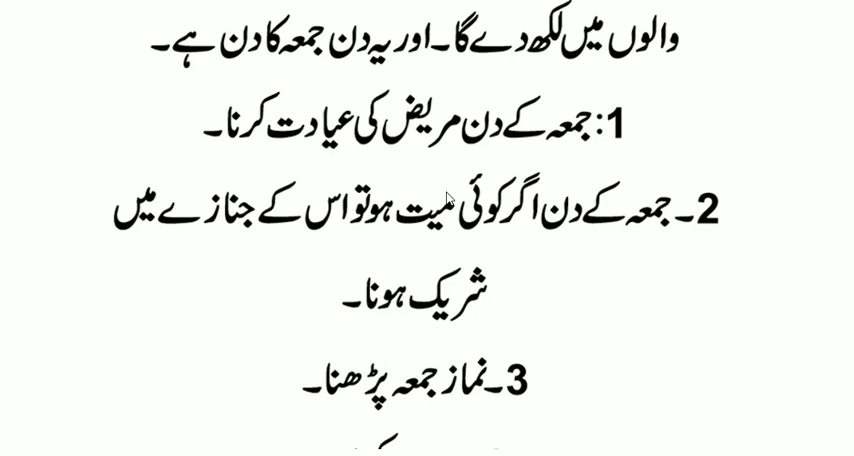 والوں میں لکھ دے گا۔ اور یہ دن جمعہ کا دن ہے۔
1: جمعہ کے دن مریض کی عیادت کرنا۔
2۔ جمعہ کے دن اگر کوئی میت ہو تو اس کے جنازے میں
شریک ہونا۔
3۔ نماز جمعہ پڑھنا۔